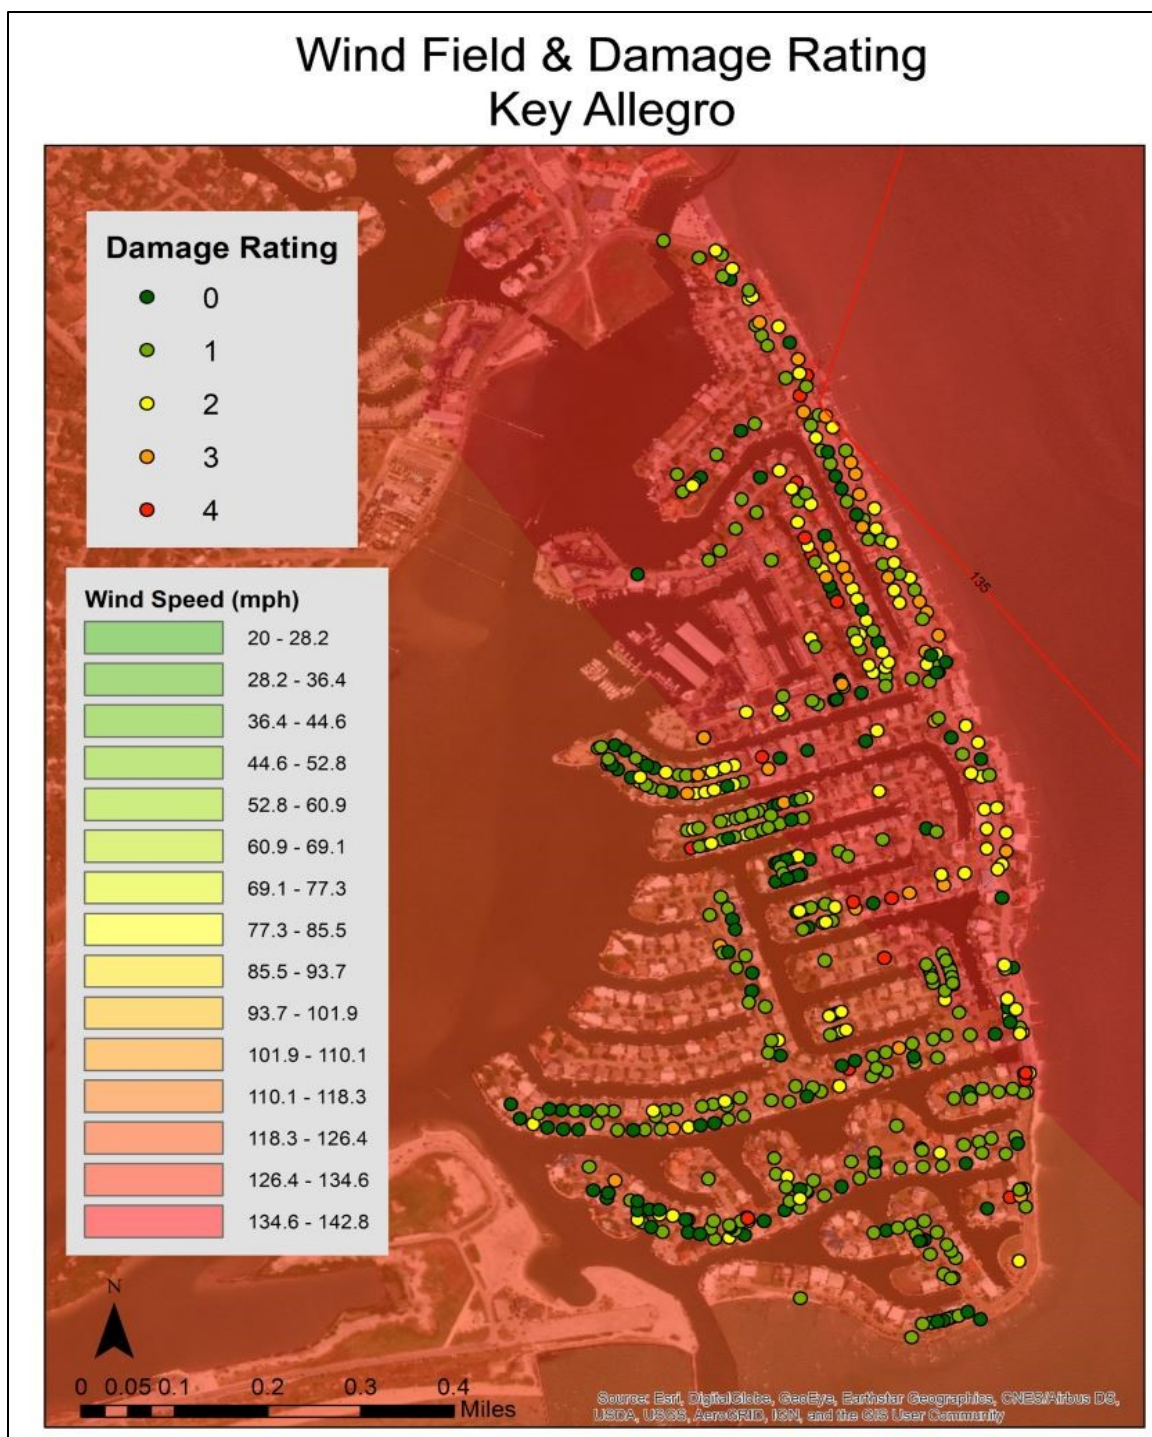 Wind Field & Damage Rating
Key Allegro
Damage Rating
0
1
2
3
4
135
Wind Speed (mph)
20 - 28.2
28.2 - 36.4
36.4 - 44.6
44.6 - 52.8
52.8 - 60.9
60.9 - 69.1
69.1 - 77.3
77.3 - 85.5
85.5 - 93.7
93.7 - 101.9
101.9 - 110.1
110.1 - 118.3
118.3 - 126.4
126.4 - 134.6
134.6 - 142.8
N
0 0.05 0.1 0.2 0.3 0.4
Miles
Source: Esri, DigitalGlobe, GeoEye, Earthstar Geographics, CNES/Airbus DS,
USDA, USGS, AeroGRID, IGN, and the GIS User Community